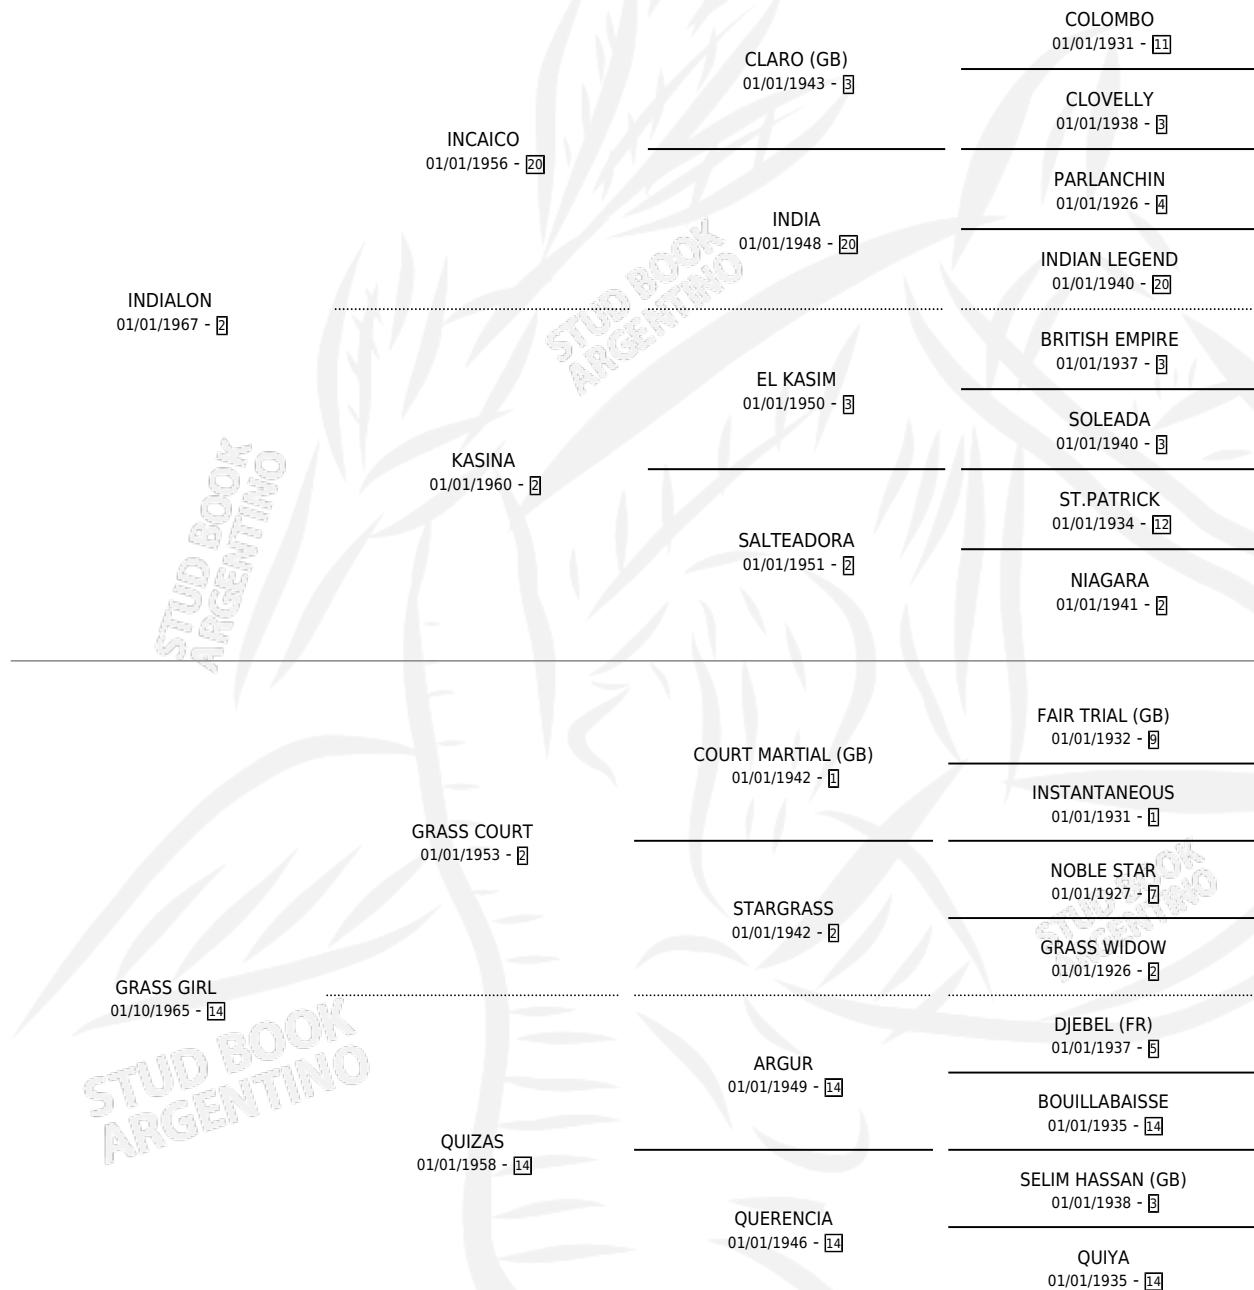 COLOMBO
01/01/1931 - 11
CLARO (GB)
01/01/1943 - 3
CLOVELLY
01/01/1938 - 3
INCAICO
01/01/1956 - 20
PARLANCHIN
01/01/1926 - 4
INDIA
01/01/1948 - 20
INDIAN LEGEND
01/01/1940 - 20
INDIALON
01/01/1967 - 2
BRITISH EMPIRE
01/01/1937 - 3
EL KASIM
01/01/1950 - 3
SOLEADA
01/01/1940 - 3
KASINA
01/01/1960 - 2
ST.PATRICK
01/01/1934 - 12
SALTEADORA
01/01/1951 - 2
NIAGARA
01/01/1941 - 2
FAIR TRIAL (GB)
01/01/1932 - 9
COURT MARTIAL (GB)
01/01/1942 - 1
INSTANTANEOUS
01/01/1931 - 1
GRASS COURT
01/01/1953 - 2
NOBLE STAR
01/01/1927 - 7
STARGRASS
01/01/1942 - 2
GRASS WIDOW
01/01/1926 - 2
GRASS GIRL
01/10/1965 - 14
DJEBEL (FR)
01/01/1937 - 5
ARGUR
01/01/1949 - 14
BOUILLABAISSE
01/01/1935 - 14
QUIZAS
01/01/1958 - 14
SELIM HASSAN (GB)
01/01/1938 - 3
QUERENCIA
01/01/1946 - 14
QUIYA
01/01/1935 - 14
STUD BOOK
ARGENTINO
STUD BOOK
ARGENTINO
STUD BOOK
ARGENTINO
STUD BOOK
ARGENTINO